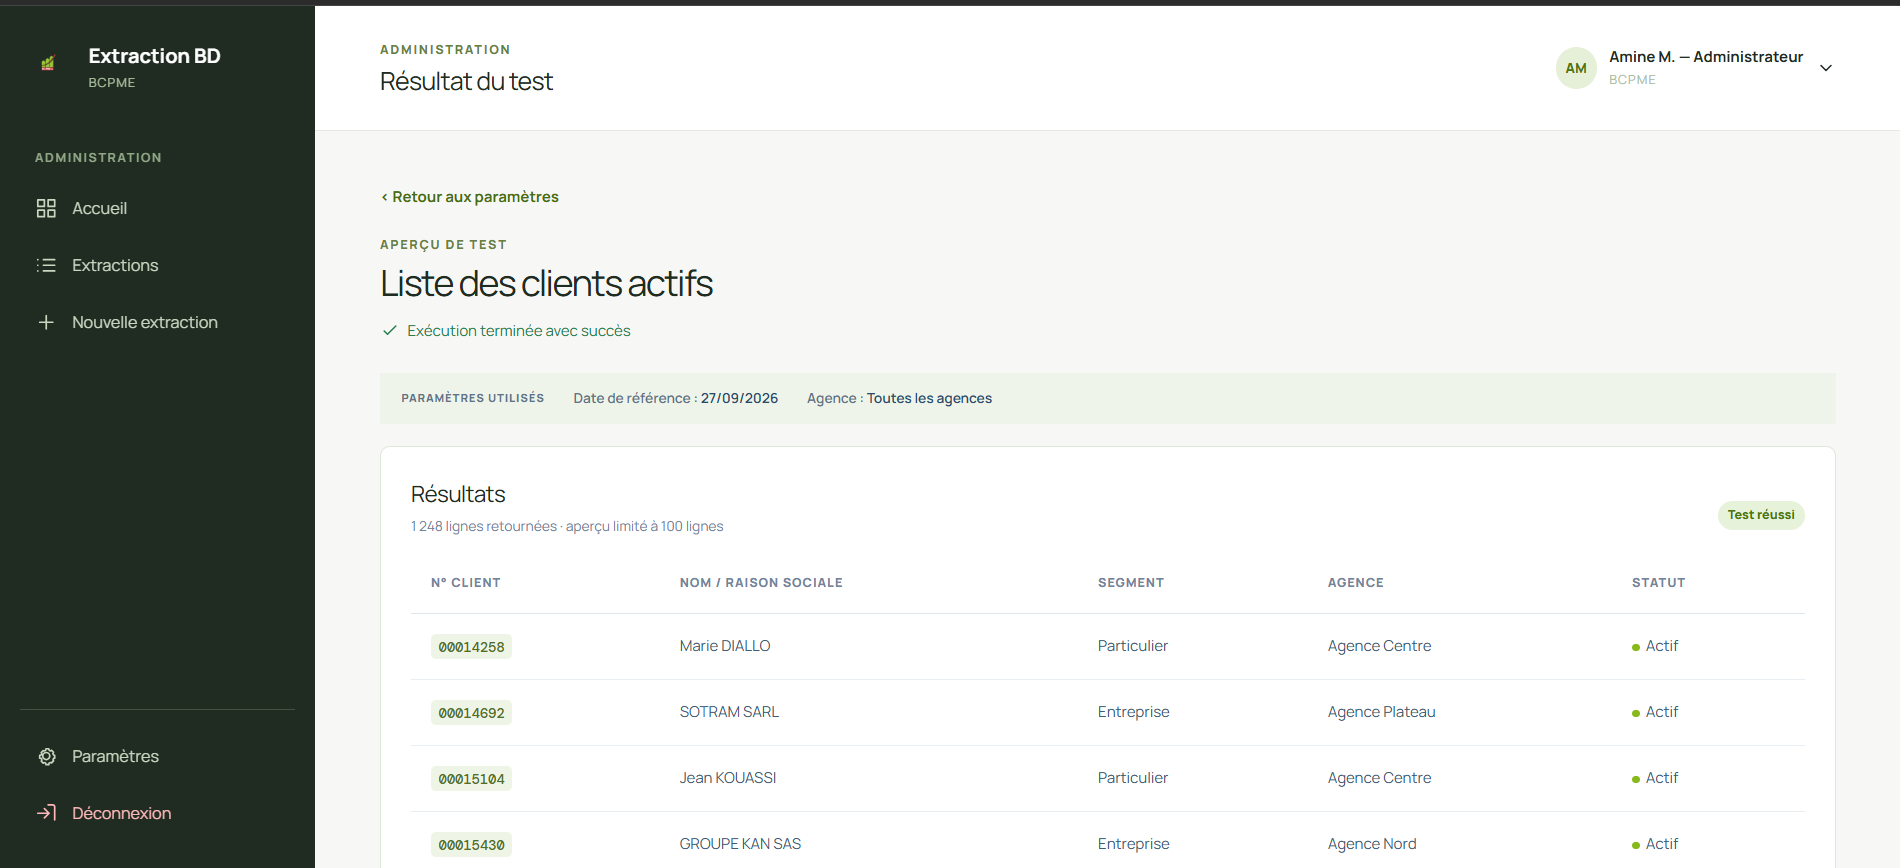 Extraction BD
BCPME
ADMINISTRATION
Accueil
Extractions
Nouvelle extraction
Paramètres
Déconnexion
ADMINISTRATION
Résultat du test
AM
Amine M. — Administrateur
BCPME
‹ Retour aux paramètres
APERÇU DE TEST
Liste des clients actifs
Exécution terminée avec succès
PARAMÈTRES UTILISÉS Date de référence : 27/09/2026 Agence : Toutes les agences
Résultats
1 248 lignes retournées · aperçu limité à 100 lignes
Test réussi
N° CLIENT NOM / RAISON SOCIALE SEGMENT AGENCE STATUT
00014258 Marie DIALLO Particulier Agence Centre Actif
00014692 SOTRAM SARL Entreprise Agence Plateau Actif
00015104 Jean KOUASSI Particulier Agence Centre Actif
00015430 GROUPE KAN SAS Entreprise Agence Nord Actif